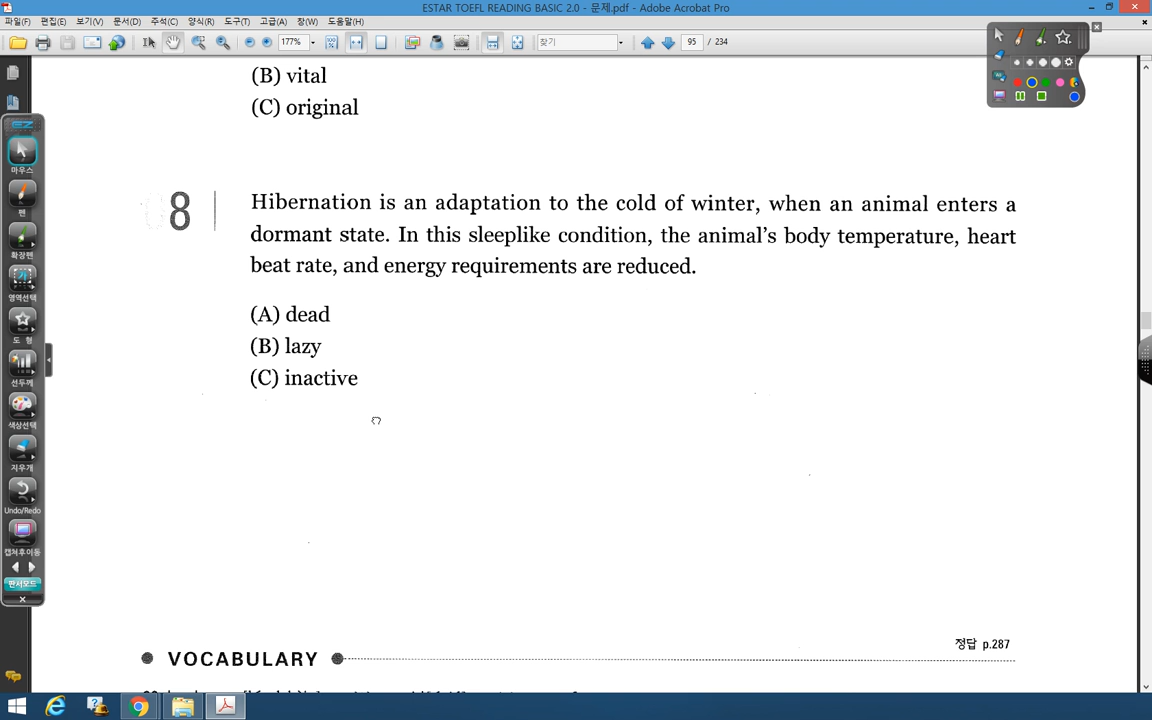 ESTAR TOEFL READING BASIC 2.0 - 문제.pdf - Adobe Acrobat Pro
파일(F) 편집(E) 보기(V) 문서(D) 주석(C) 양식(R) 도구(T) 고급(A) 창(W) 도움말(H)
177% 찾기 95 / 234
(B) vital
(C) original
8
Hibernation is an adaptation to the cold of winter, when an animal enters a
dormant state. In this sleeplike condition, the animal's body temperature, heart
beat rate, and energy requirements are reduced.
(A) dead
(B) lazy
(C) inactive
정답 p.287
VOCABULARY
EZ
마우스
펜
확장펜
영역선택
도 형
선두께
색상선택
지우개
Undo/Redo
캡쳐후이동
판서모드